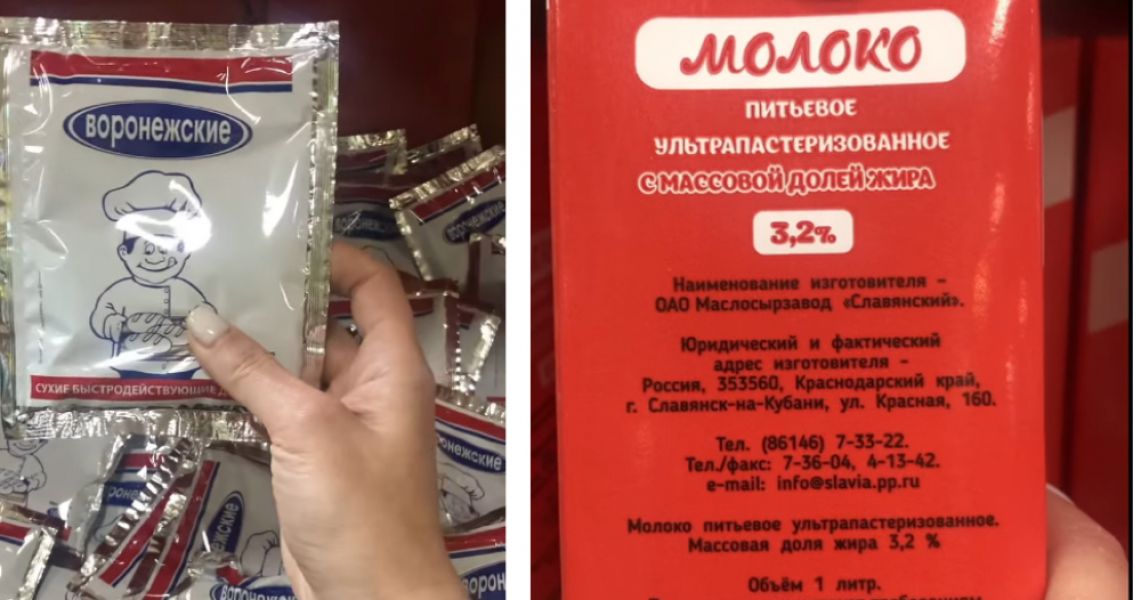 воронежские
СУХИЕ БЫСТРОДЕЙСТВУЮЩИЕ
воронежские
воронежские
воронежские
МОЛОКО
ПИТЬЕВОЕ
УЛЬТРАПАСТЕРИЗОВАННОЕ
С МАССОВОЙ ДОЛЕЙ ЖИРА
3,2%
Наименование изготовителя –
ОАО Маслосырзавод «Славянский».
Юридический и фактический
адрес изготовителя –
Россия, 353560, Краснодарский край,
г. Славянск-на-Кубани, ул. Красная, 160.
Тел. (86146) 7-33-22.
Тел./факс: 7-36-04, 4-13-42.
e-mail: info@slavia.pp.ru
Молоко питьевое ультрапастеризованное.
Массовая доля жира 3,2 %
Объём 1 литр.